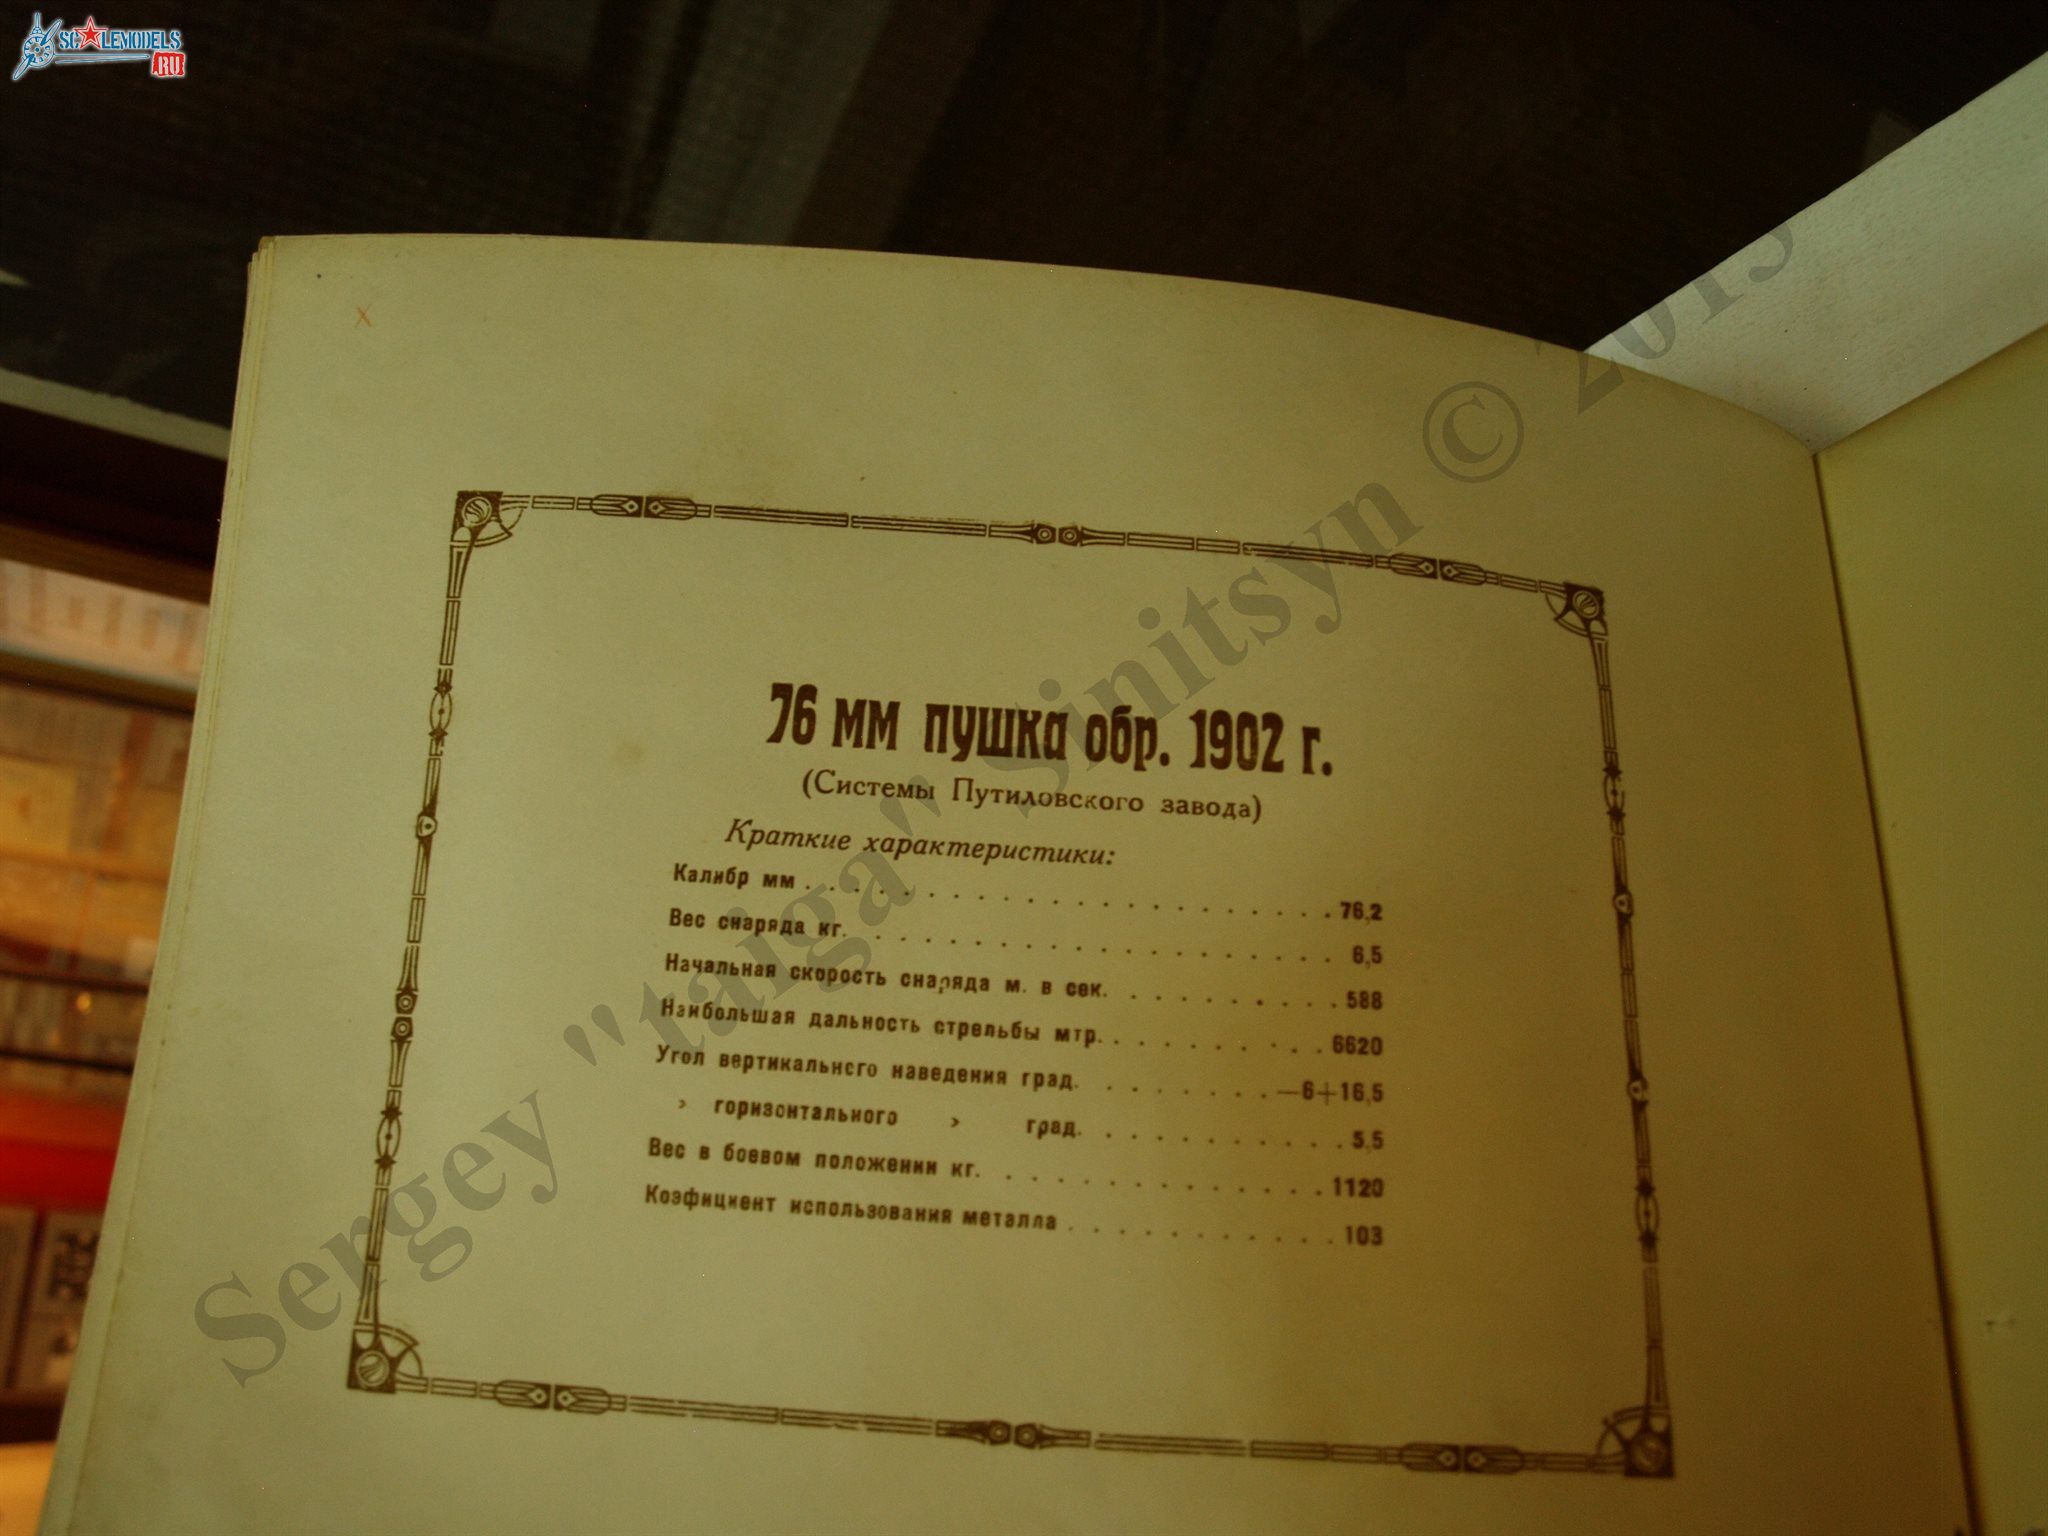 SCALEMODELS
RU
76 мм пушка обр. 1902 г.
(Системы Путиловского завода)
Краткие характеристики:
Калибр мм . . . . . . . . . . . . . . . . . . . . . . 76,2
Вес снаряда кг. . . . . . . . . . . . . . . . . . . . 6,5
Начальная скорость снаряда м. в сек. . . . . . . . . . 588
Наибольшая дальность стрельбы мтр. . . . . . . . . . 6620
Угол вертикального наведения град. . . . . . . . —6+16,5
» горизонтального » град. . . . . . . . . . . 5,5
Вес в боевом положении кг. . . . . . . . . . . . . . 1120
Коэфициент использования металла . . . . . . . . . . . 103
Sergey "taiga" Sinitsyn © 2013